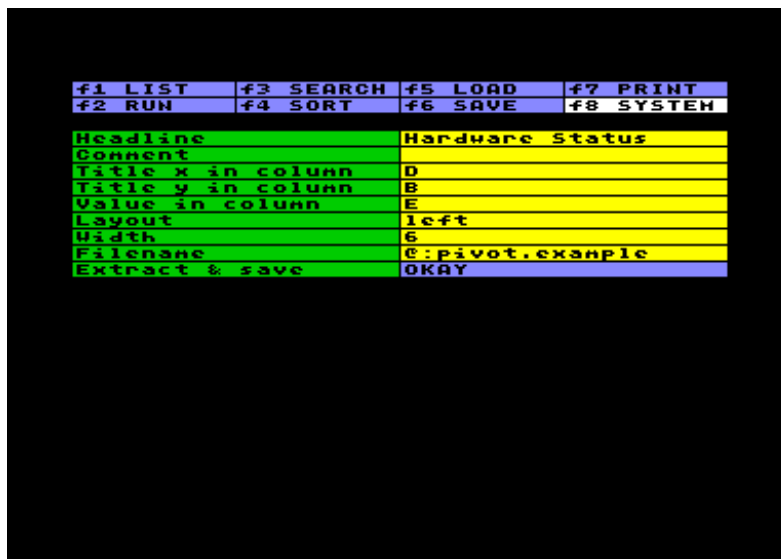 f1 LIST f3 SEARCH f5 LOAD f7 PRINT
f2 RUN f4 SORT f6 SAVE f8 SYSTEM
Headline Hardware Status
Comment
Title x in column D
Title y in column B
Value in column E
Layout left
Width 6
Filename @:pivot.example
Extract & save OKAY